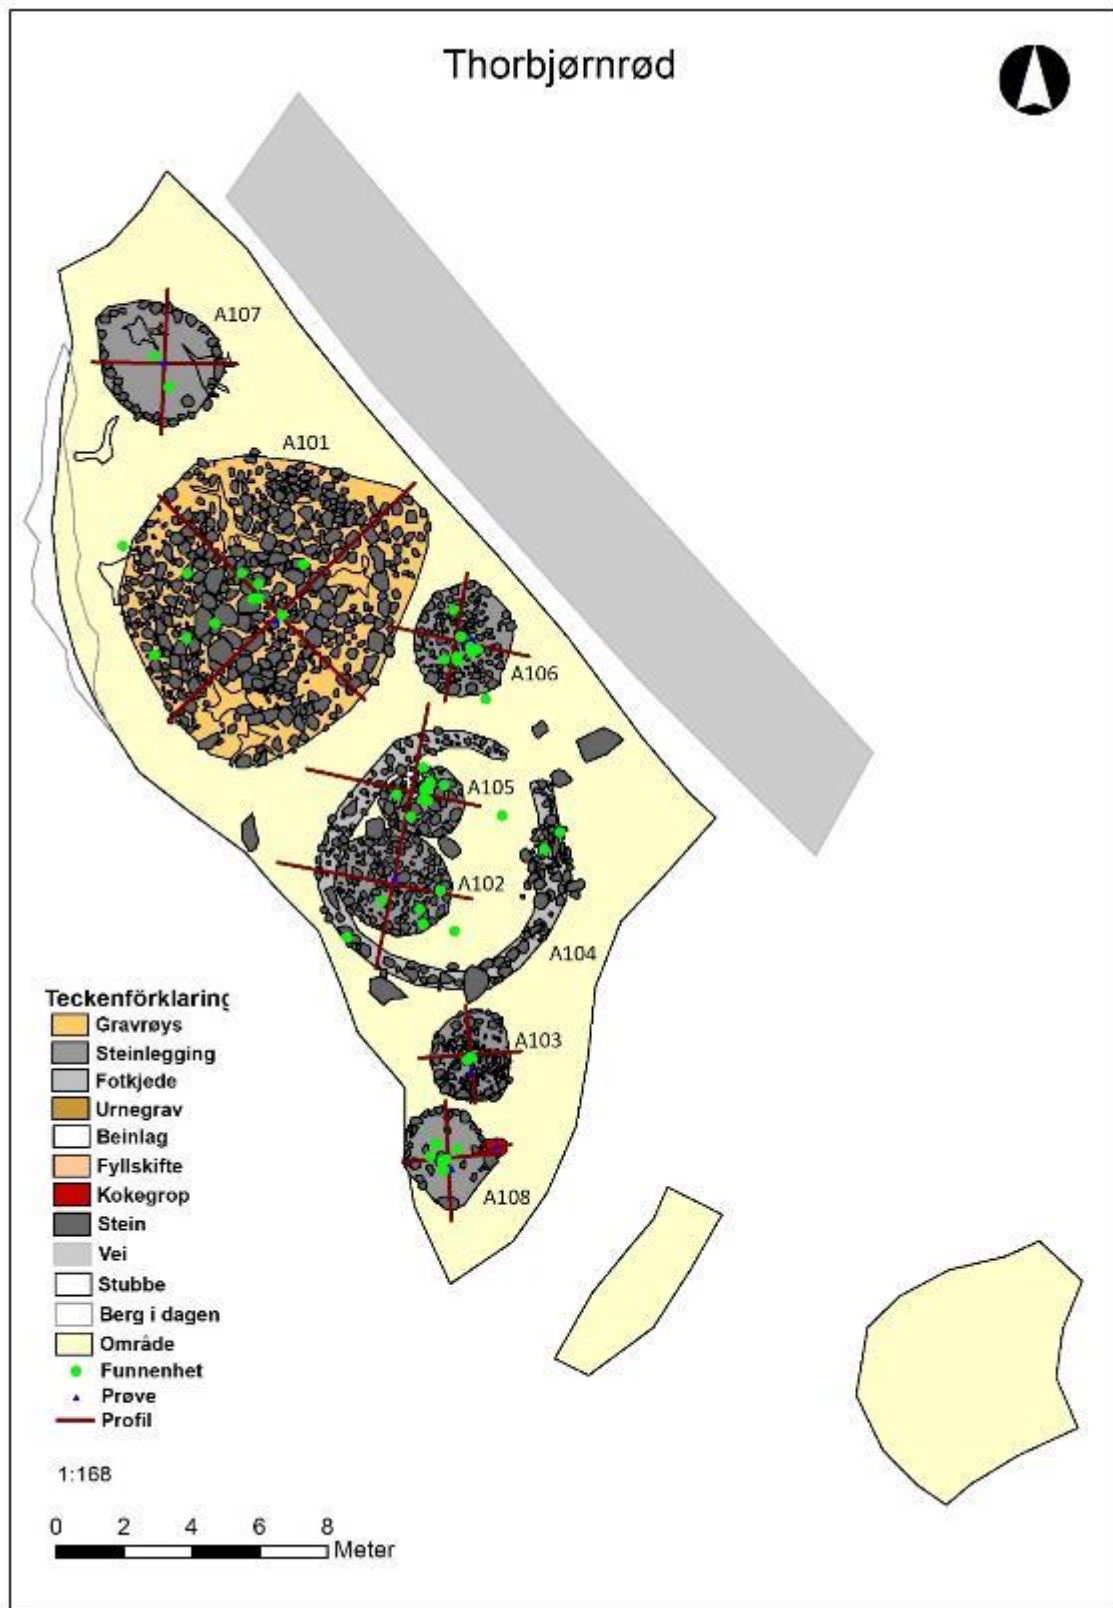 Thorbjørnrød
A107
A101
A106
A105
A102
A104
A103
A108
Teckenförklaring
Gravrøys
Steinlegging
Fotkjede
Urnegrav
Beinlag
Fyllskifte
Kokegrop
Stein
Vei
Stubbe
Berg i dagen
Område
Funnenhet
Prøve
Profil
1:168
0 2 4 6 8
Meter